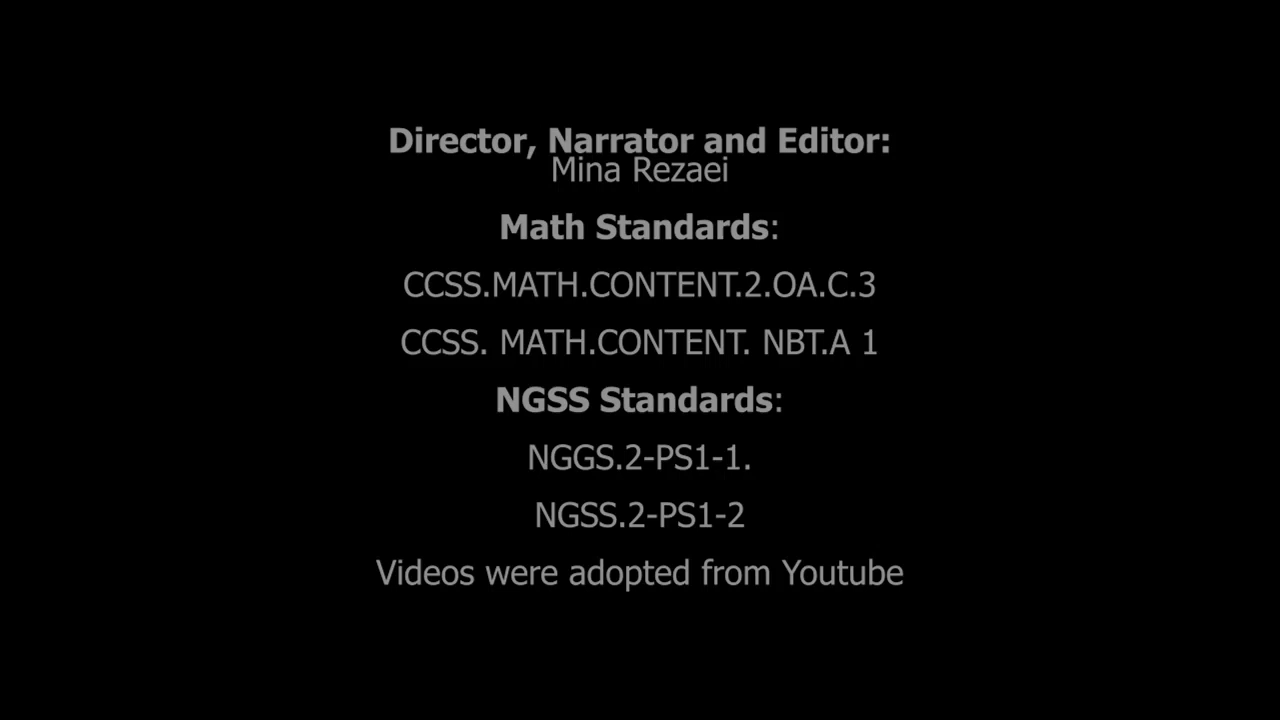 Director, Narrator and Editor:
Mina Rezaei
Math Standards:
CCSS.MATH.CONTENT.2.OA.C.3
CCSS. MATH.CONTENT. NBT.A 1
NGSS Standards:
NGGS.2-PS1-1.
NGSS.2-PS1-2
Videos were adopted from Youtube